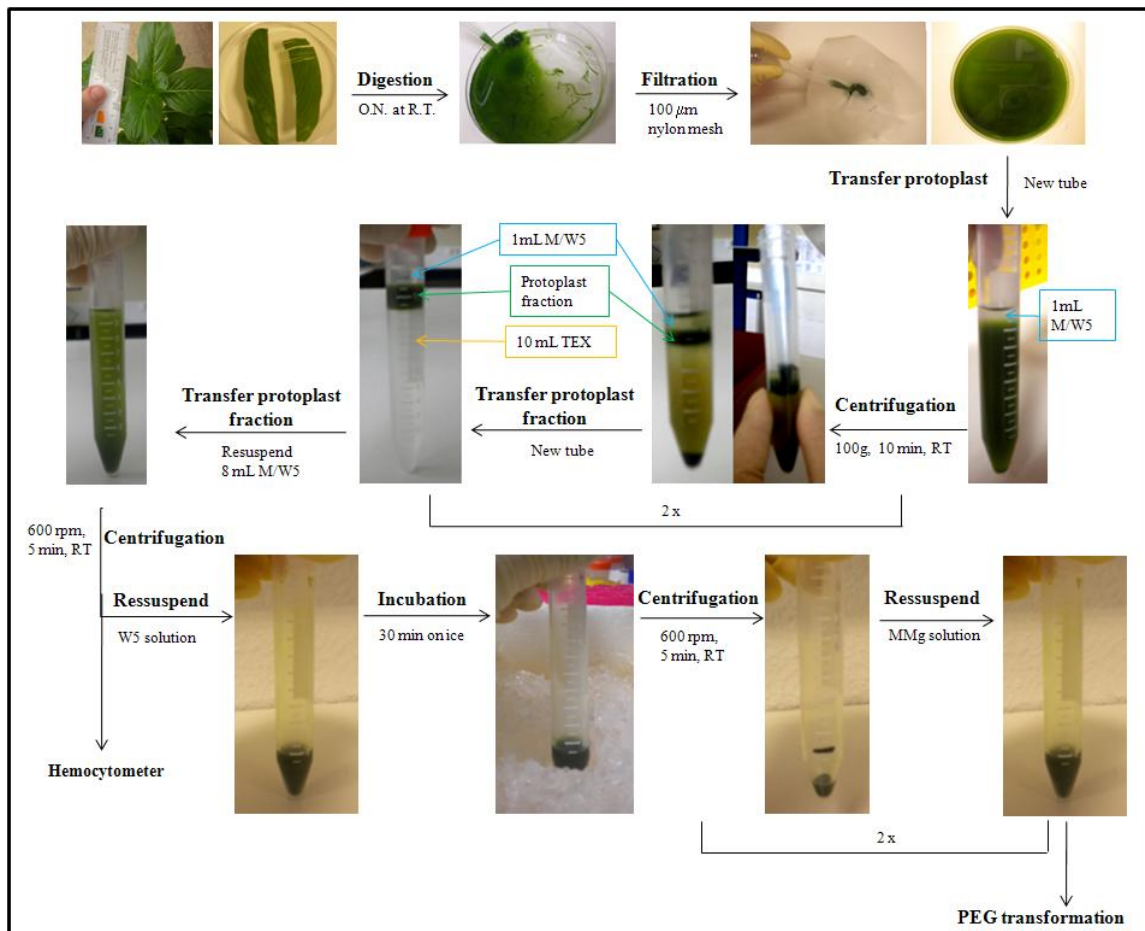 Digestion
O.N. at R.T.
Filtration
100 μm
nylon mesh
Transfer protoplast
New tube
1mL M/W5
Protoplast
fraction
10 mL TEX
1mL
M/W5
Centrifugation
100g, 10 min, RT
Transfer protoplast
fraction
New tube
Transfer protoplast
fraction
Resuspend
8 mL M/W5
2 x
600 rpm,
5 min, RT
Centrifugation
Ressuspend
W5 solution
Incubation
30 min on ice
Centrifugation
600 rpm,
5 min, RT
Ressuspend
MMg solution
Hemocytometer
2 x
PEG transformation